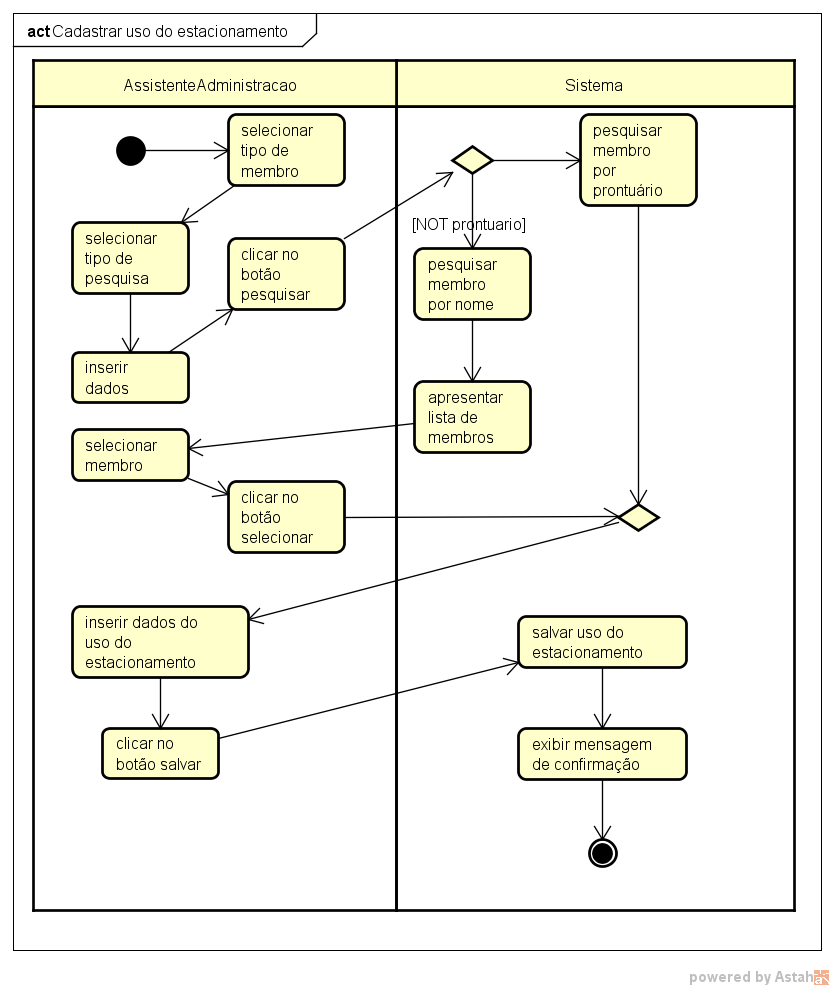 act Cadastrar uso do estacionamento
AssistenteAdministracao
Sistema
selecionar
tipo de
membro
pesquisar
membro
por
prontuário
[NOT prontuario]
selecionar
tipo de
pesquisa
clicar no
botão
pesquisar
pesquisar
membro
por nome
inserir
dados
apresentar
lista de
membros
selecionar
membro
clicar no
botão
selecionar
inserir dados do
uso do
estacionamento
salvar uso do
estacionamento
clicar no
botão salvar
exibir mensagem
de confirmação
powered by Astah